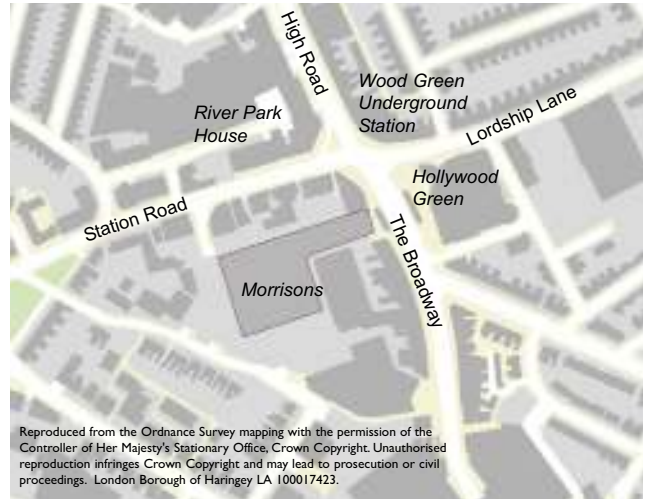 High Road
Wood Green
Underground
Station
River Park
House
Lordship Lane
Hollywood
Green
Station Road
The Broadway
Morrisons
Reproduced from the Ordnance Survey mapping with the permission of the
Controller of Her Majesty's Stationary Office, Crown Copyright. Unauthorised
reproduction infringes Crown Copyright and may lead to prosecution or civil
proceedings. London Borough of Haringey LA 100017423.